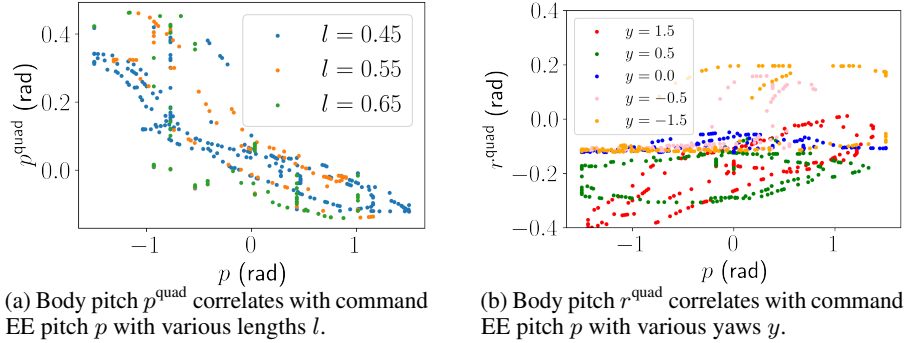 0.4
0.2
0.0
p^quad (rad)
l = 0.45
l = 0.55
l = 0.65
−1
0
1
p (rad)
(a) Body pitch p^quad correlates with command
EE pitch p with various lengths l.
0.4
0.2
0.0
−0.2
−0.4
r^quad (rad)
y = 1.5
y = 0.5
y = 0.0
y = −0.5
y = −1.5
−1
0
1
p (rad)
(b) Body pitch r^quad correlates with command
EE pitch p with various yaws y.